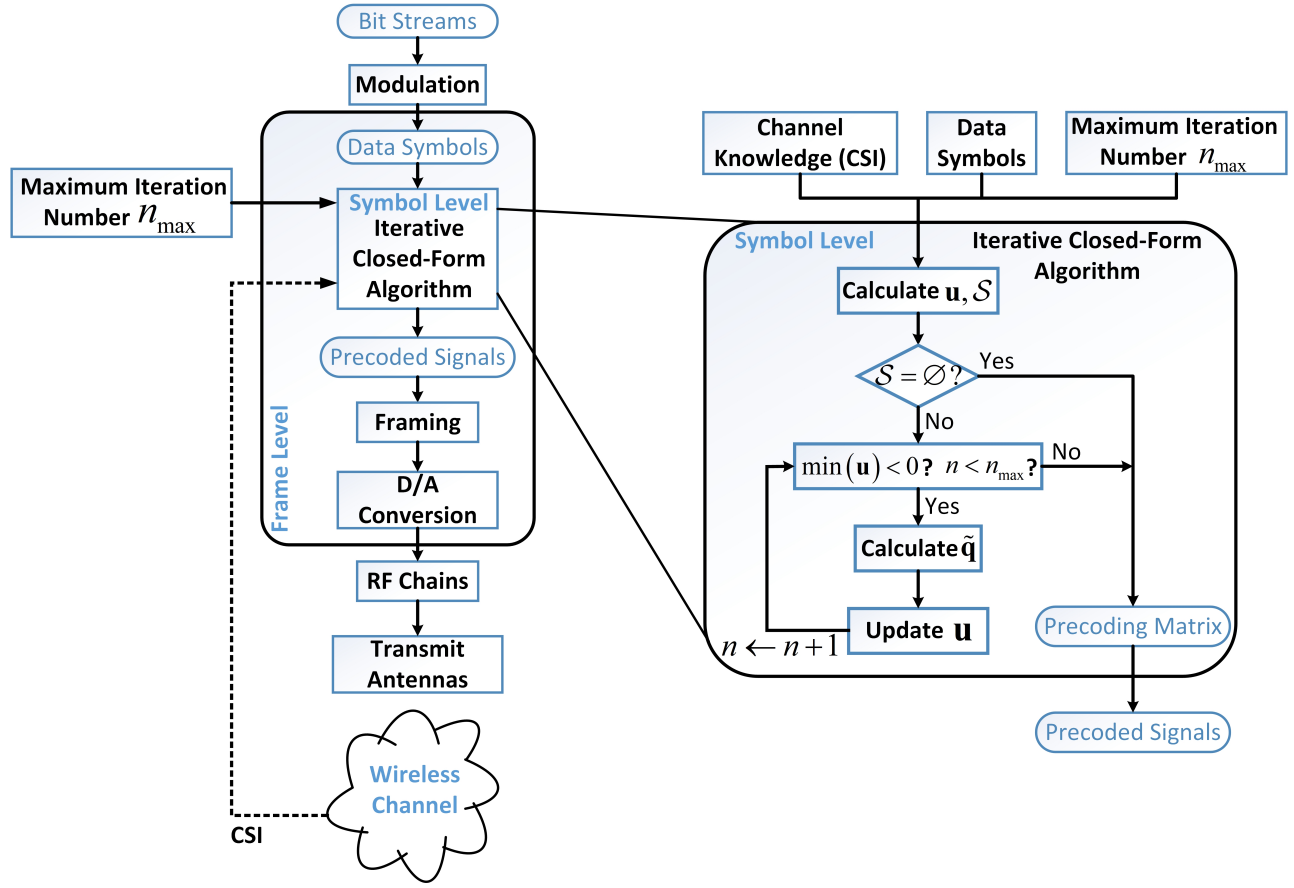 Bit Streams
Modulation
Data Symbols
Maximum Iteration
Number n_max
Symbol Level
Iterative
Closed-Form
Algorithm
Precoded Signals
Framing
D/A
Conversion
Frame Level
RF Chains
Transmit
Antennas
Wireless
Channel
CSI
Channel
Knowledge (CSI)
Data
Symbols
Maximum Iteration
Number n_max
Symbol Level
Iterative Closed-Form
Algorithm
Calculate u, 𝒮
𝒮 = ∅?
Yes
No
min(u) < 0? n < n_max?
No
Yes
Calculate q̃
Update u
n ← n+1
Precoding Matrix
Precoded Signals